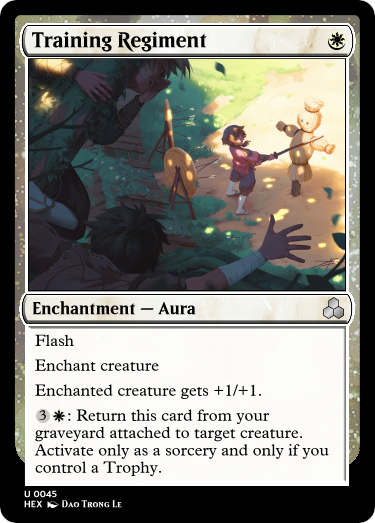 Training Regiment
Enchantment — Aura
Flash
Enchant creature
Enchanted creature gets +1/+1.
3: Return this card from your
graveyard attached to target creature.
Activate only as a sorcery and only if you
control a Trophy.
U 0045
HEX Dao Trong Le